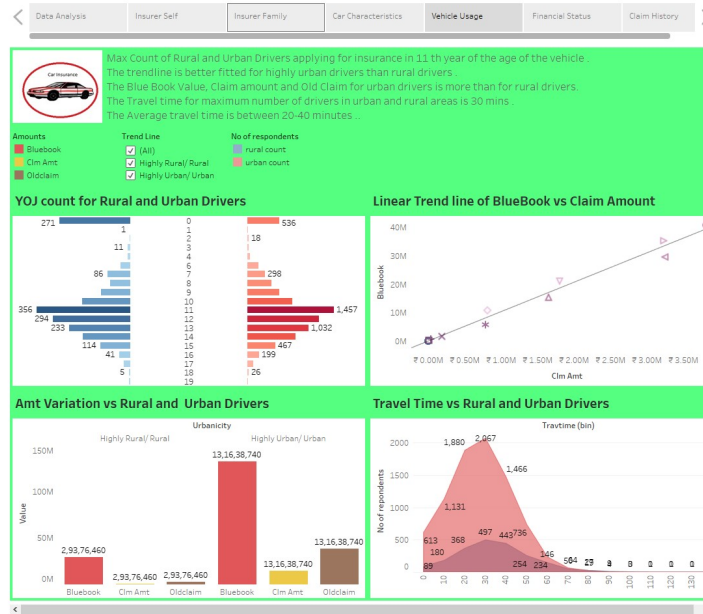 Data Analysis
Insurer Self
Insurer Family
Car Characteristics
Vehicle Usage
Financial Status
Claim History
Car Insurance
Max Count of Rural and Urban Drivers applying for insurance in 11 th year of the age of the vehicle .
The trendline is better fitted for highly urban drivers than rural drivers .
The Blue Book Value, Claim amount and Old Claim for urban drivers is more than for rural drivers.
The Travel time for maximum number of drivers in urban and rural areas is 30 mins .
The Average travel time is between 20-40 minutes ..
Amounts
Bluebook
Clm Amt
Oldclaim
Trend Line
(All)
Highly Rural/ Rural
Highly Urban/ Urban
No of respondents
rural count
urban count
YOJ count for Rural and Urban Drivers
271 0 536
1 1
2 18
11 3
4
6
86 7 298
8
9
10
356 11 1,457
294 12
233 13 1,032
14
114 15 467
41 16 199
17
5 18 26
19
Linear Trend line of BlueBook vs Claim Amount
40M
30M
20M
10M
0M
Bluebook
₹ 0.00M ₹ 0.50M ₹ 1.00M ₹ 1.50M ₹ 2.00M ₹ 2.50M ₹ 3.00M ₹ 3.50M
Clm Amt
Amt Variation vs Rural and Urban Drivers
Urbanicity
Highly Rural/ Rural Highly Urban/ Urban
150M
100M
50M
0M
Value
2,93,76,460 2,93,76,460 2,93,76,460 13,16,38,740 13,16,38,740 13,16,38,740
Bluebook Clm Amt Oldclaim Bluebook Clm Amt Oldclaim
Travel Time vs Rural and Urban Drivers
Travtime (bin)
2000
1500
1000
500
0
No of repondents
613 1,131 1,880 2,067 1,466 736 146
69 180 368 497 443 254 234
3 0 1 0 1
0 10 20 30 40 50 60 70 80 90 100 110 120 130